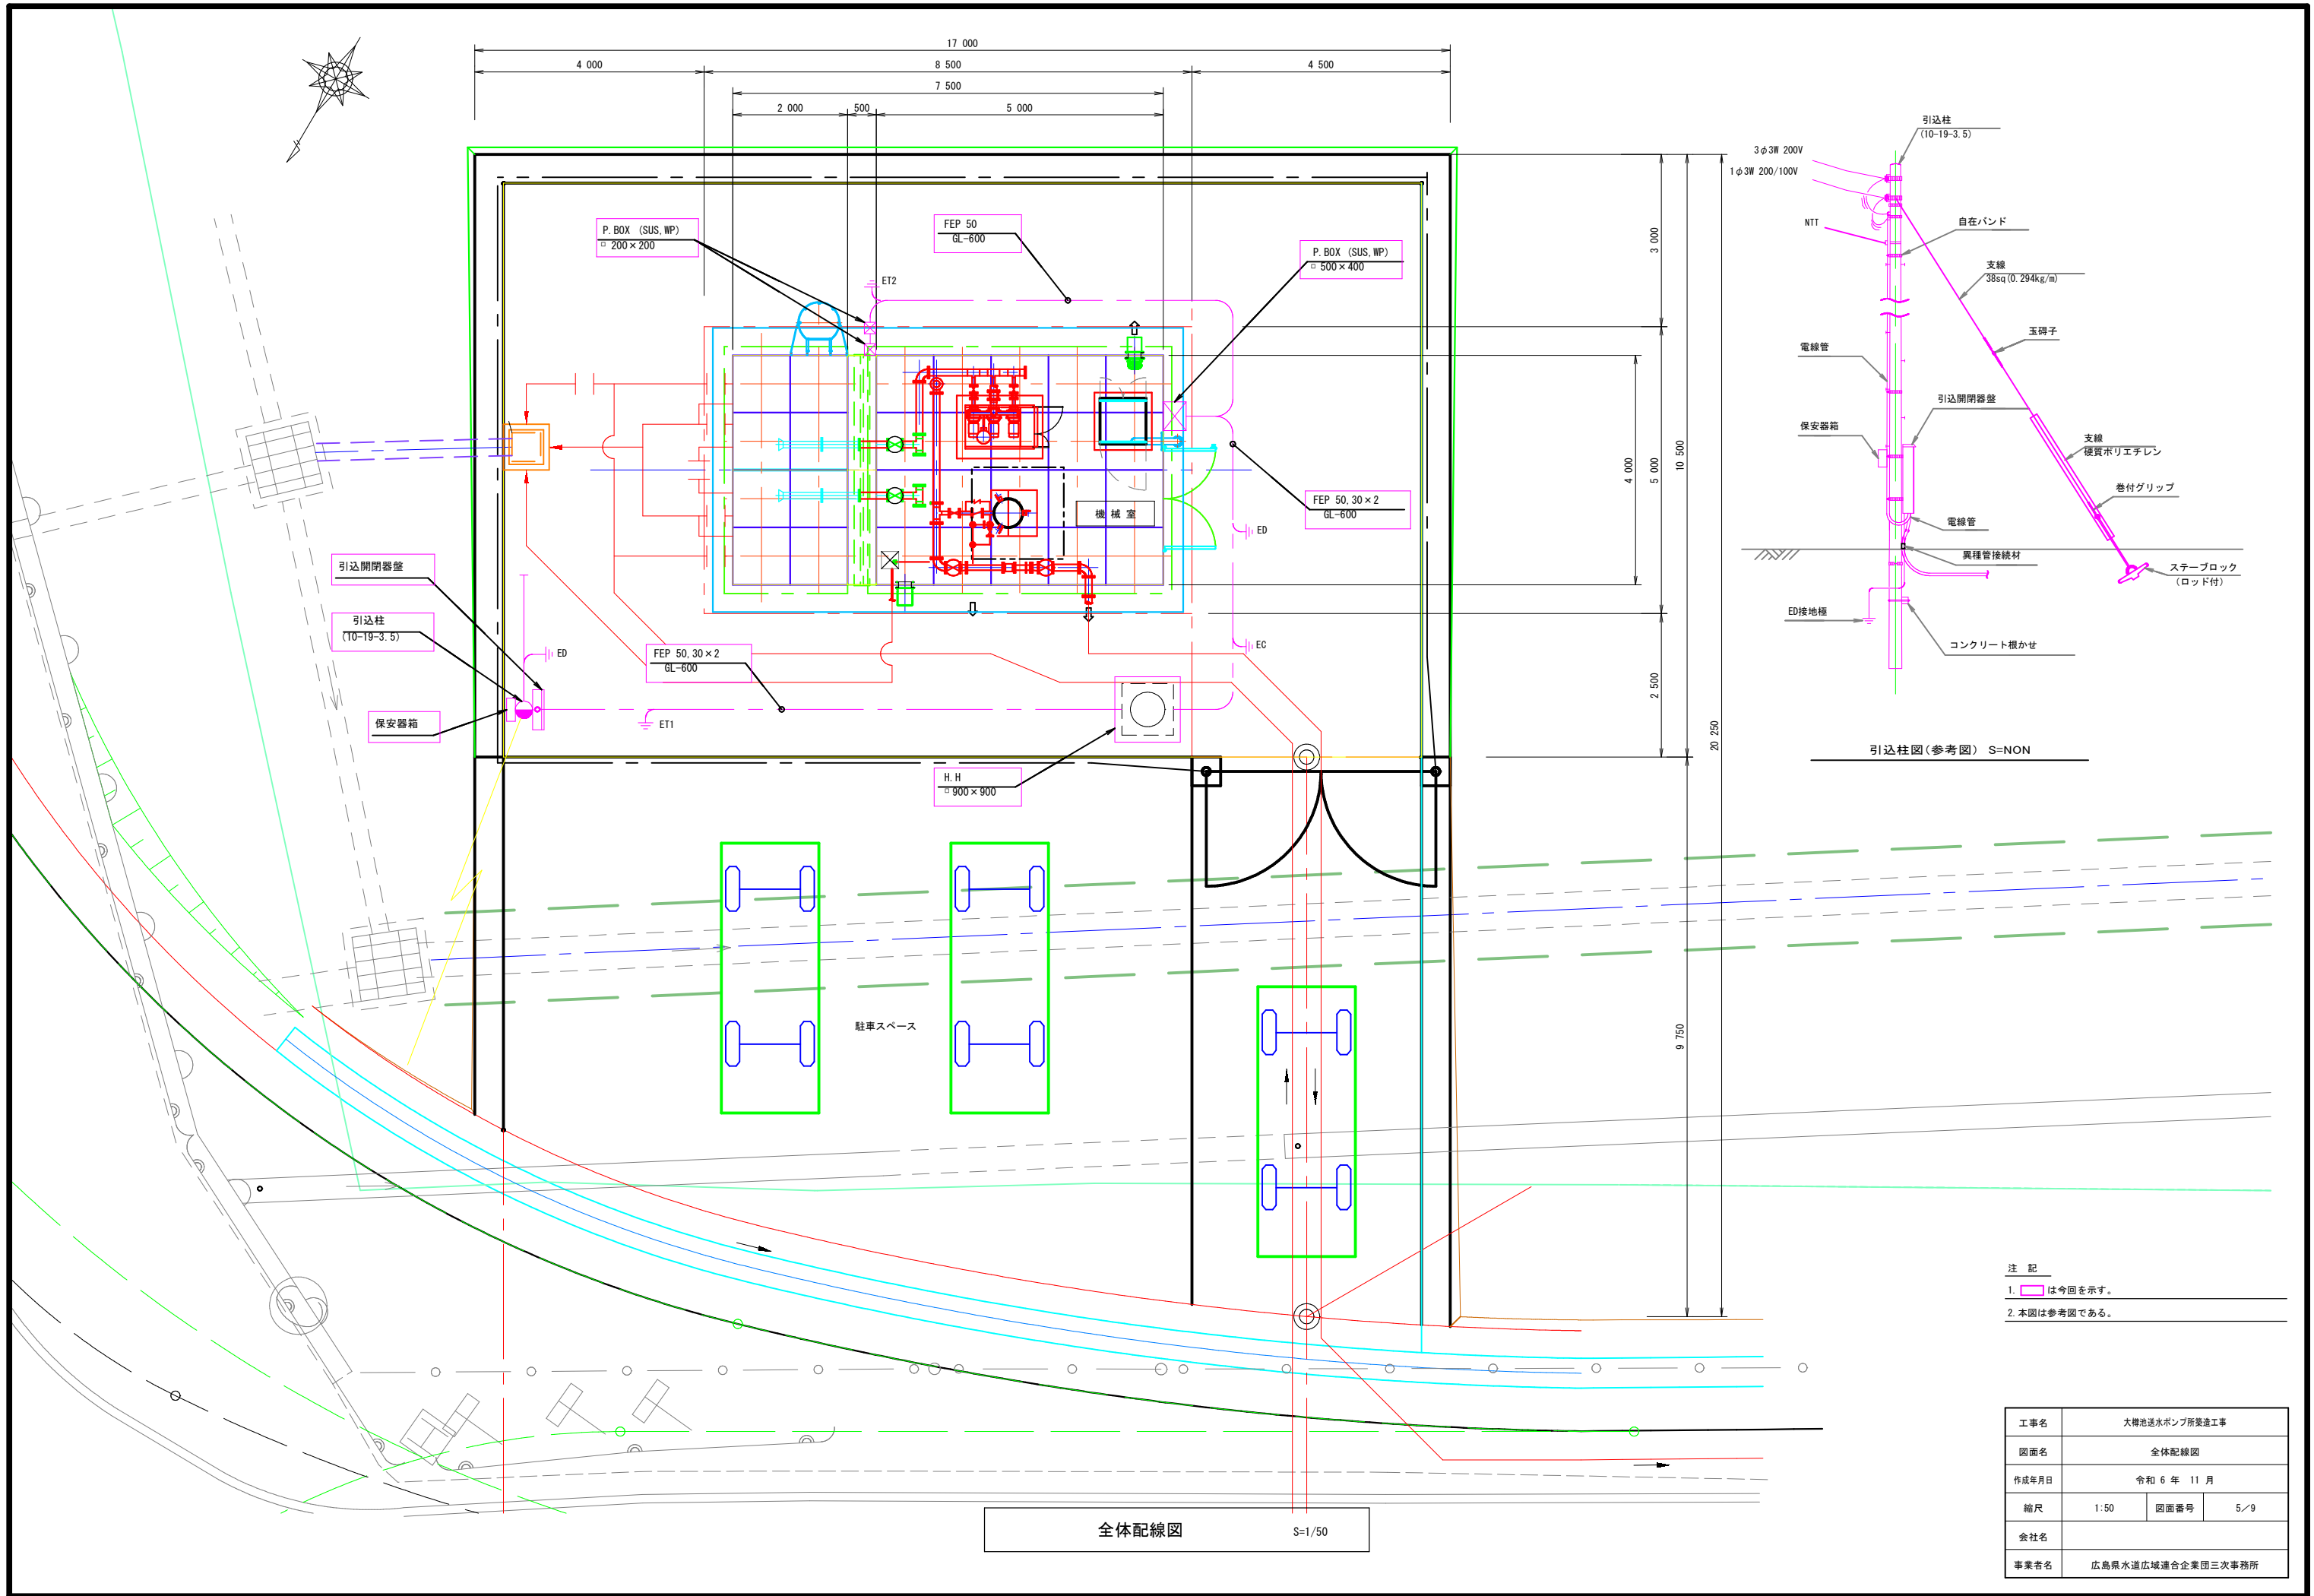 17 000
4 000
8 500
4 500
7 500
2 000
500
5 000
P.BOX (SUS,WP)
□ 200×200
FEP 50
GL-600
P.BOX (SUS,WP)
□ 500×400
ET2
3 000
4 000
5 000
10 500
2 500
20 250
9 750
FEP 50,30×2
GL-600
機 械 室
ED
EC
引込開閉器盤
引込柱
(10-19-3.5)
ED
FEP 50,30×2
GL-600
保安器箱
ET1
H.H
□ 900×900
駐車スペース
引込柱
(10-19-3.5)
3φ3W 200V
1φ3W 200/100V
NTT
自在バンド
支線
38sq(0.294kg/m)
玉碍子
電線管
引込開閉器盤
保安器箱
支線
硬質ポリエチレン
巻付グリップ
電線管
異種管接続材
ステーブロック
(ロッド付)
ED接地極
コンクリート根かせ
引込柱図(参考図) S=NON
注 記
1. は今回を示す。
2.本図は参考図である。
全体配線図 S=1/50
工事名 大樽池送水ポンプ所築造工事
図面名 全体配線図
作成年月日 令和 6 年 11 月
縮尺 1:50 図面番号 5/9
会社名
事業者名 広島県水道広域連合企業団三次事務所